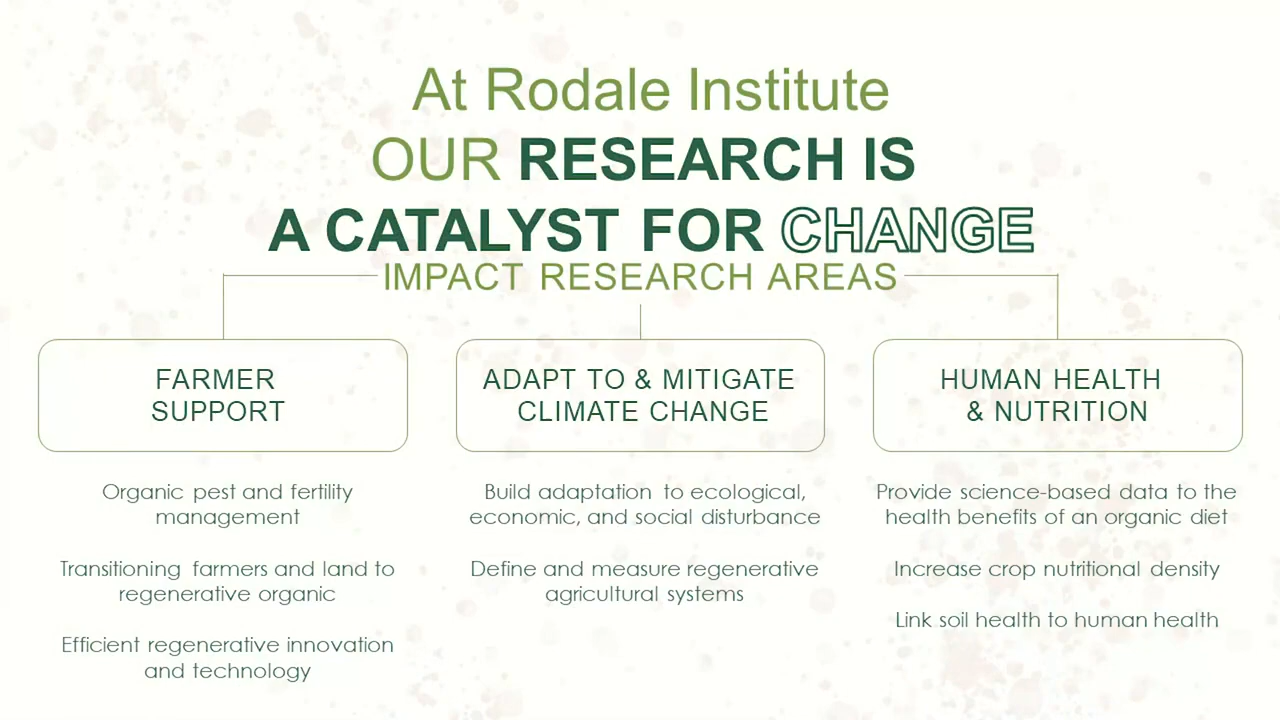 At Rodale Institute
OUR RESEARCH IS
A CATALYST FOR CHANGE
IMPACT RESEARCH AREAS
FARMER
SUPPORT
Organic pest and fertility
management
Transitioning farmers and land to
regenerative organic
Efficient regenerative innovation
and technology
ADAPT TO & MITIGATE
CLIMATE CHANGE
Build adaptation to ecological,
economic, and social disturbance
Define and measure regenerative
agricultural systems
HUMAN HEALTH
& NUTRITION
Provide science-based data to the
health benefits of an organic diet
Increase crop nutritional density
Link soil health to human health